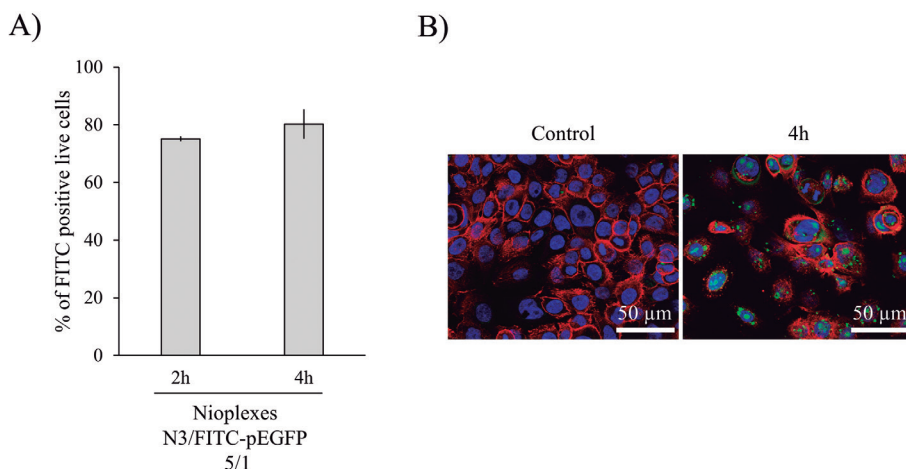 A)
% of FITC positive live cells
100
80
60
40
20
0
2h
4h
Nioplexes
N3/FITC-pEGFP
5/1
B)
Control
4h
50 µm
50 µm